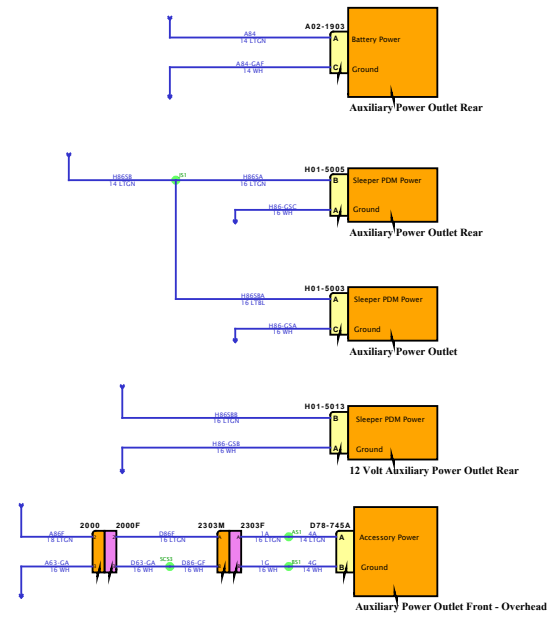 A02-1903
A84
14 LTGN
A
Battery Power
A84-GAF
14 WH
C
Ground
Auxiliary Power Outlet Rear
H01-5005
H86SB
14 LTGN
JS1
H86SA
16 LTGN
B
Sleeper PDM Power
H86-GSC
16 WH
A
Ground
Auxiliary Power Outlet Rear
H01-5003
H86SBA
16 LTBL
A
Sleeper PDM Power
H86-GSA
16 WH
C
Ground
Auxiliary Power Outlet
H01-5013
H86SBB
16 LTGN
B
Sleeper PDM Power
H86-GSB
16 WH
A
Ground
12 Volt Auxiliary Power Outlet Rear
2000 2000F 2303M 2303F D78-745A
A86F
18 LTGN
D86F
16 LTGN
A A
1A
16 LTGN
AS1
4A
14 LTGN
A
Accessory Power
A63-GA
16 WH
D63-GA
16 WH
SCS3
D86-GF
16 WH
B
1G
16 WH
BS1
4G
14 WH
B
Ground
Auxiliary Power Outlet Front - Overhead